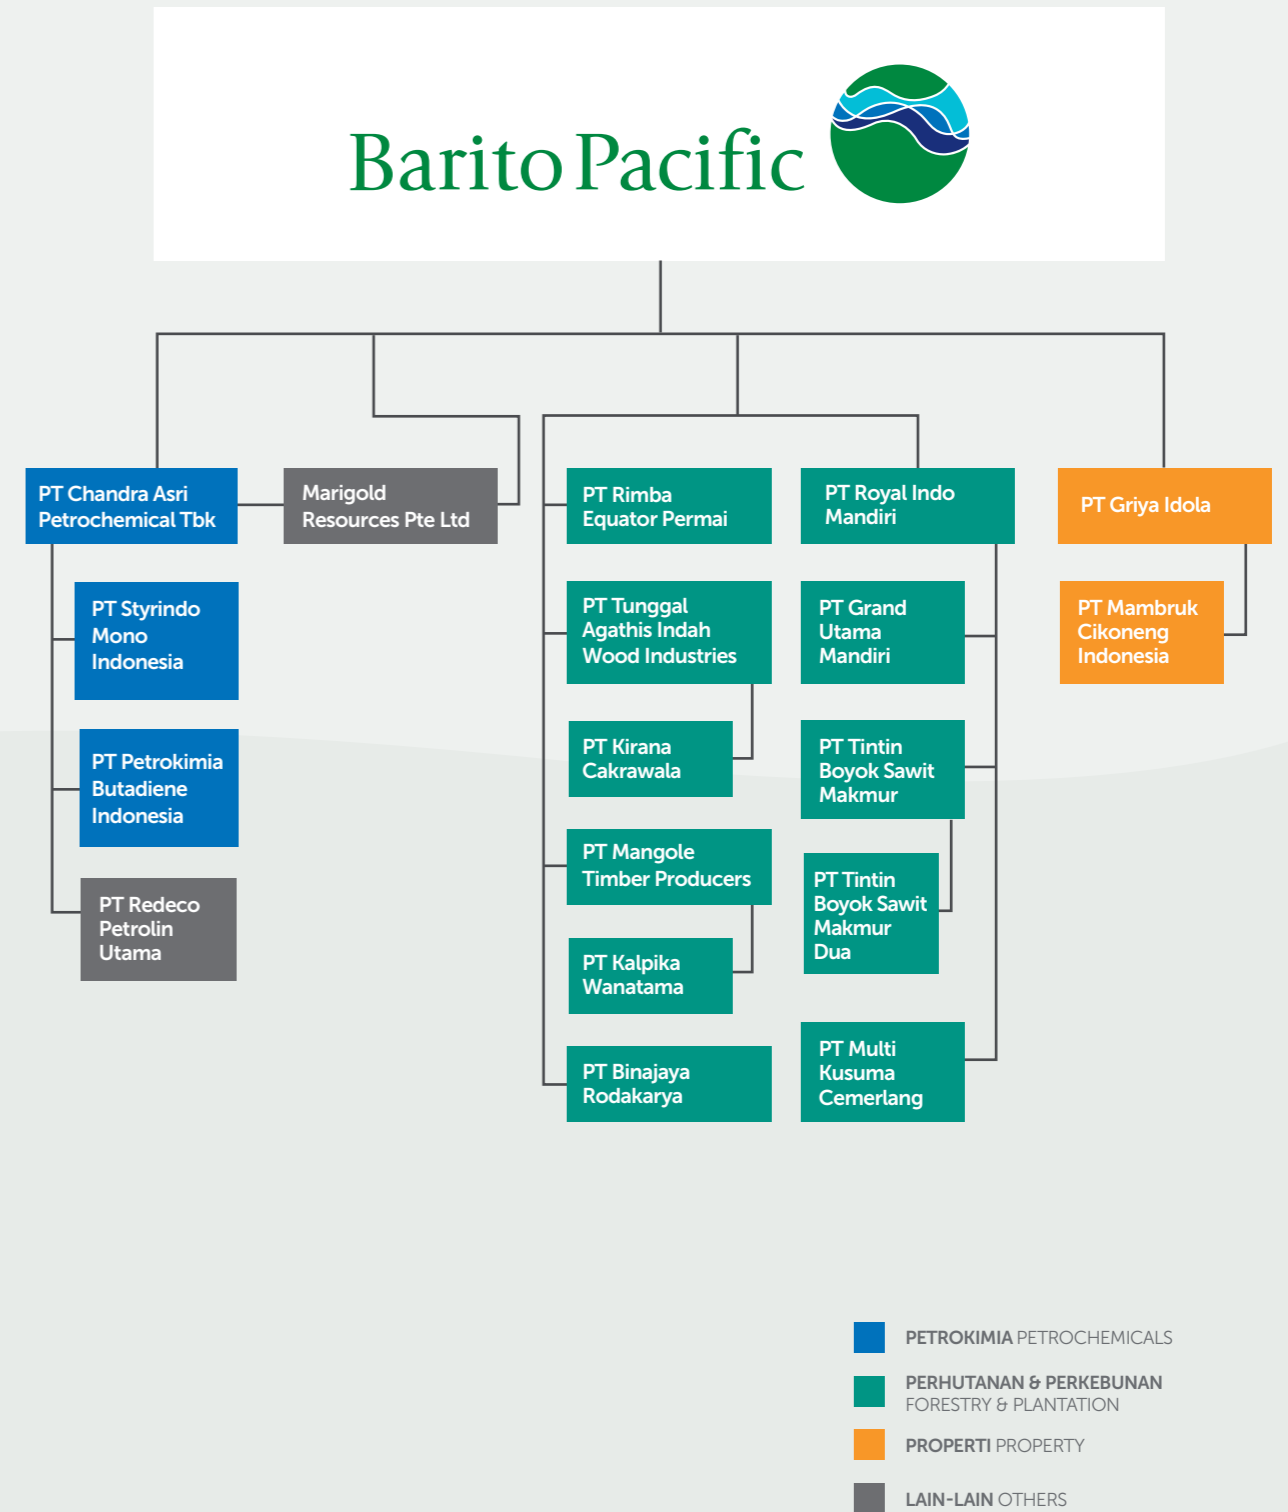 Barito Pacific
PT Chandra Asri
Petrochemical Tbk
Marigold
Resources Pte Ltd
PT Rimba
Equator Permai
PT Royal Indo
Mandiri
PT Griya Idola
PT Styrindo
Mono
Indonesia
PT Tunggal
Agathis Indah
Wood Industries
PT Grand
Utama
Mandiri
PT Mambruk
Cikoneng
Indonesia
PT Petrokimia
Butadiene
Indonesia
PT Kirana
Cakrawala
PT Tintin
Boyok Sawit
Makmur
PT Redeco
Petrolin
Utama
PT Mangole
Timber Producers
PT Tintin
Boyok Sawit
Makmur
Dua
PT Kalpika
Wanatama
PT Binajaya
Rodakarya
PT Multi
Kusuma
Cemerlang
PETROKIMIA PETROCHEMICALS
PERHUTANAN & PERKEBUNAN
FORESTRY & PLANTATION
PROPERTI PROPERTY
LAIN-LAIN OTHERS